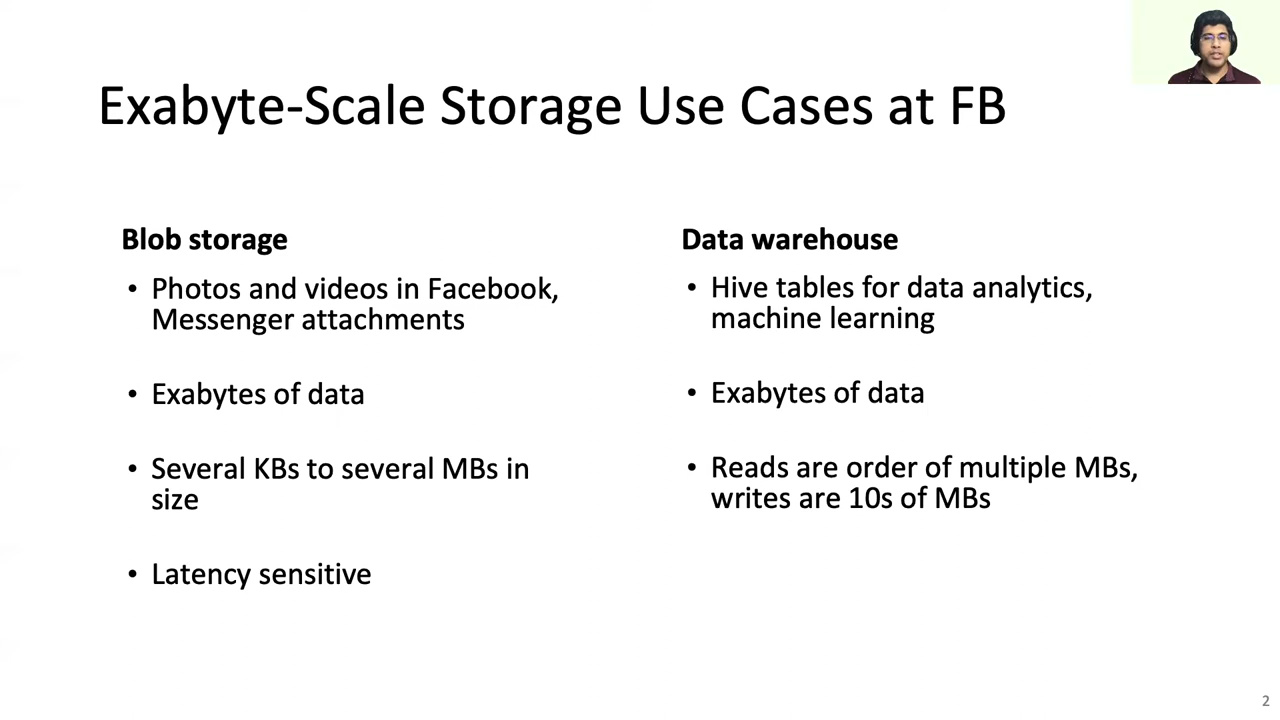 Exabyte-Scale Storage Use Cases at FB
Blob storage
• Photos and videos in Facebook,
Messenger attachments
• Exabytes of data
• Several KBs to several MBs in
size
• Latency sensitive
Data warehouse
• Hive tables for data analytics,
machine learning
• Exabytes of data
• Reads are order of multiple MBs,
writes are 10s of MBs
2